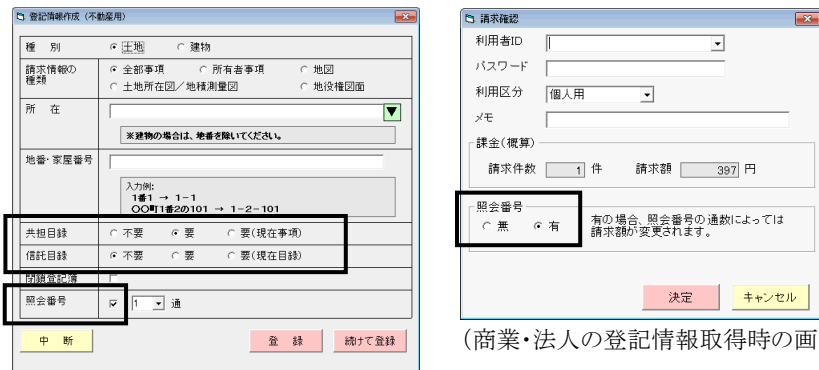 登記情報作成（不動産用）
種　別　土地　建物
請求情報の種類　全部事項　所有者事項　地図
土地所在図／地積測量図　地役権図面
所　在
※建物の場合は、地番を除いてください。
地番・家屋番号
入力例：
1番1 → 1-1
〇〇町1番2の101 → 1-2-101
共担目録　不要　要　要(現在事項)
信託目録　不要　要　要(現在目録)
閉鎖登記簿
照会番号　1　通
中　断　登　録　続けて登録
請求確認
利用者ID
パスワード
利用区分　個人用
メモ
課金(概算)
請求件数　1　件　請求額　397　円
照会番号
無　有　有の場合、照会番号の通数によっては
請求額が変更されます。
決定　キャンセル
(商業・法人の登記情報取得時の画